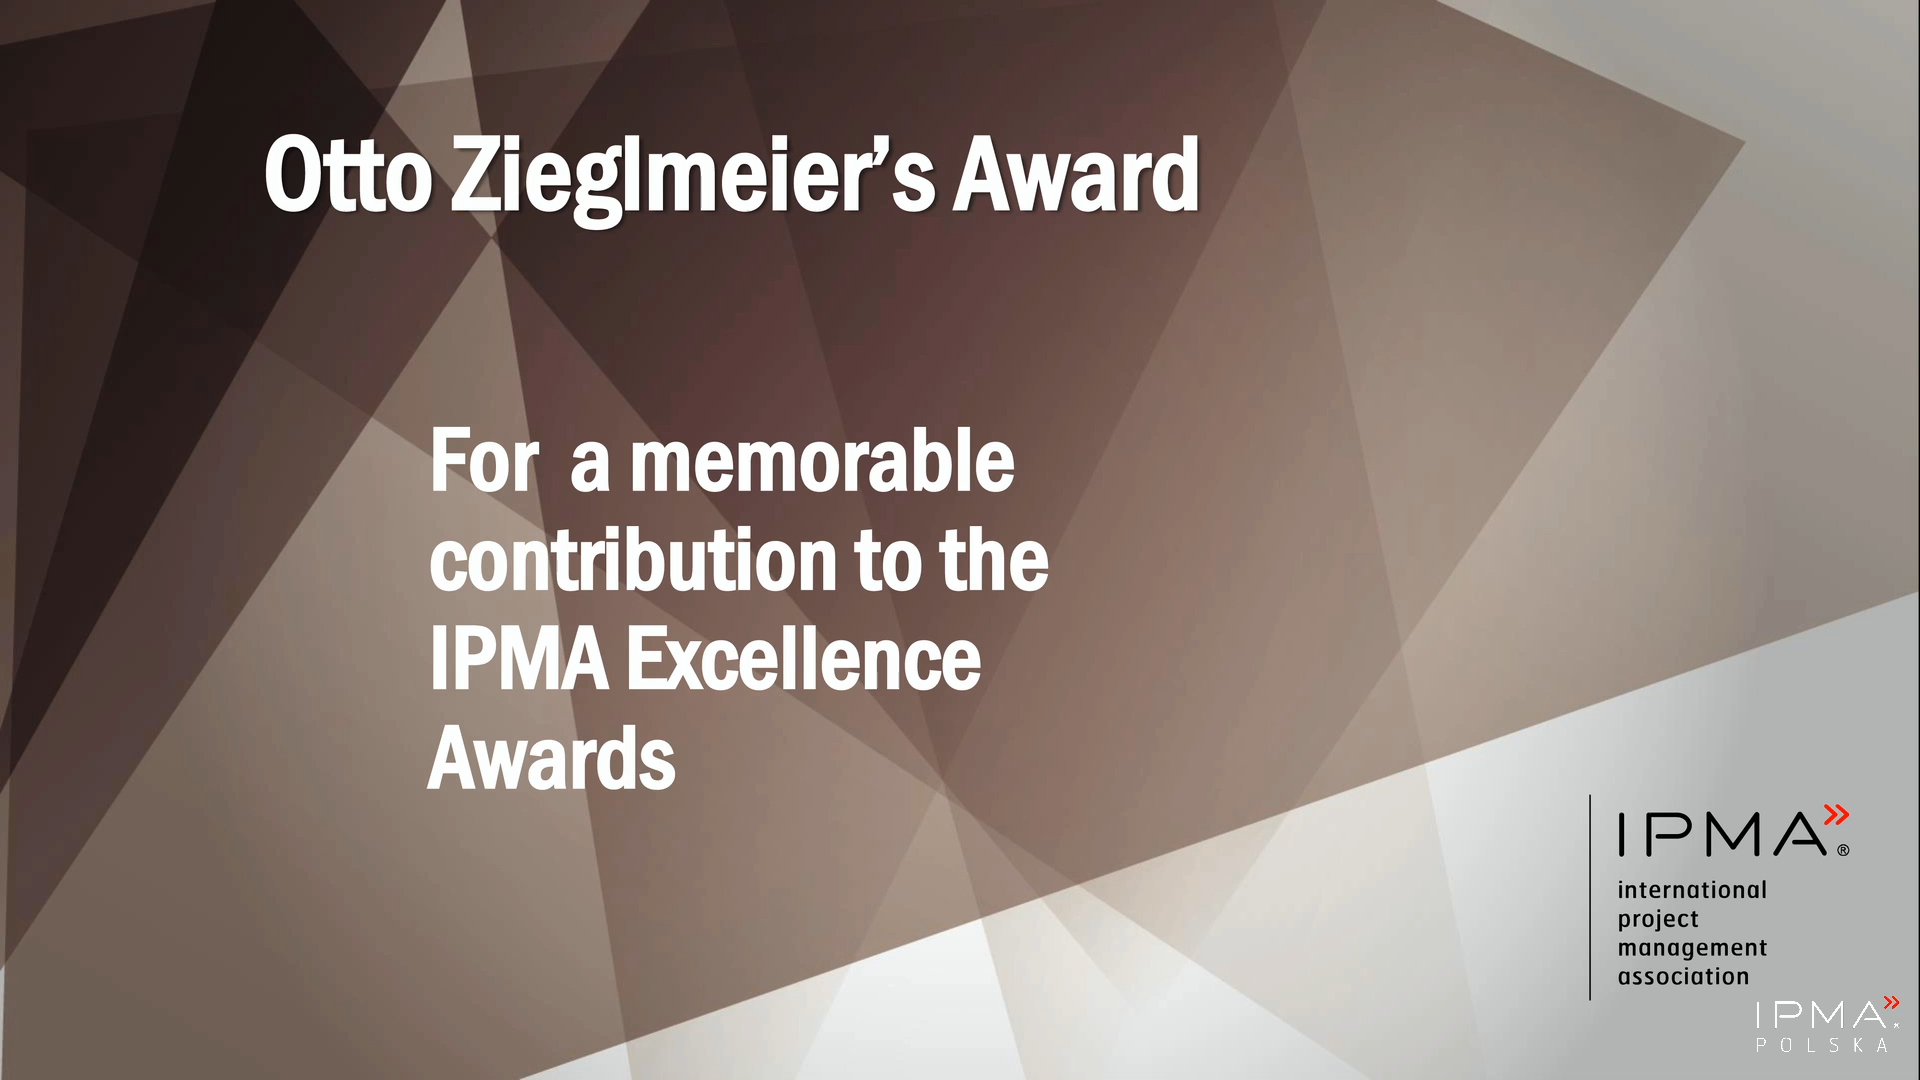 Otto Zieglmeier’s Award
For a memorable
contribution to the
IPMA Excellence
Awards
IPMA®
international
project
management
association
IPMA
POLSKA